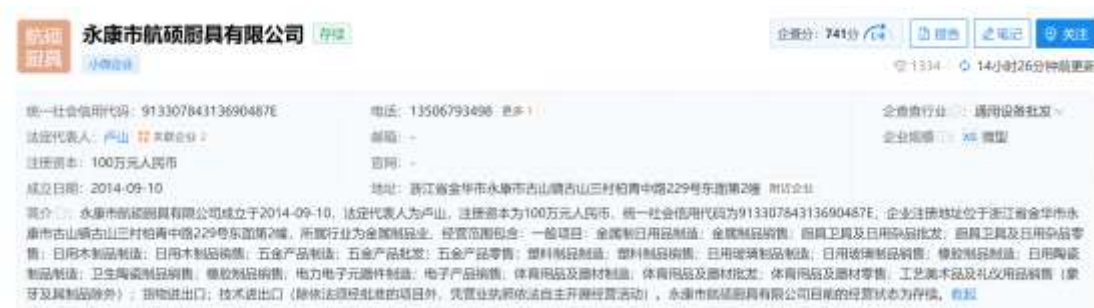 航硕
厨具
永康市航硕厨具有限公司 存续
小微企业
企查分：741分
报告 笔记 关注
1334 14小时26分钟前更新
统一社会信用代码：91330784313690487E 电话：13506793498 更多1 企查查行业：通用设备批发
法定代表人：卢山 关联企业2 邮箱：- 企业规模：XS 微型
注册资本：100万元人民币 官网：-
成立日期：2014-09-10 地址：浙江省金华市永康市古山镇古山三村柏青中路229号东面第2幢 附近企业
简介：永康市航硕厨具有限公司成立于2014-09-10，法定代表人为卢山，注册资本为100万元人民币，统一社会信用代码为91330784313690487E，企业注册地址位于浙江省金华市永
康市古山镇古山三村柏青中路229号东面第2幢，所属行业为金属制品业，经营范围包含：一般项目：金属制日用品制造；金属制品销售；厨具卫具及日用杂品批发；厨具卫具及日用杂品零
售；日用木制品制造；日用木制品销售；五金产品制造；五金产品批发；五金产品零售；塑料制品制造；塑料制品销售；日用玻璃制品制造；日用玻璃制品销售；橡胶制品制造；日用陶瓷
制品制造；卫生陶瓷制品销售；橡胶制品销售；电力电子元器件制造；电子产品销售；体育用品及器材制造；体育用品及器材批发；体育用品及器材零售；工艺美术品及礼仪用品销售（象
牙及其制品除外）；货物进出口；技术进出口（除依法须经批准的项目外，凭营业执照依法自主开展经营活动）。永康市航硕厨具有限公司目前的经营状态为存续。收起